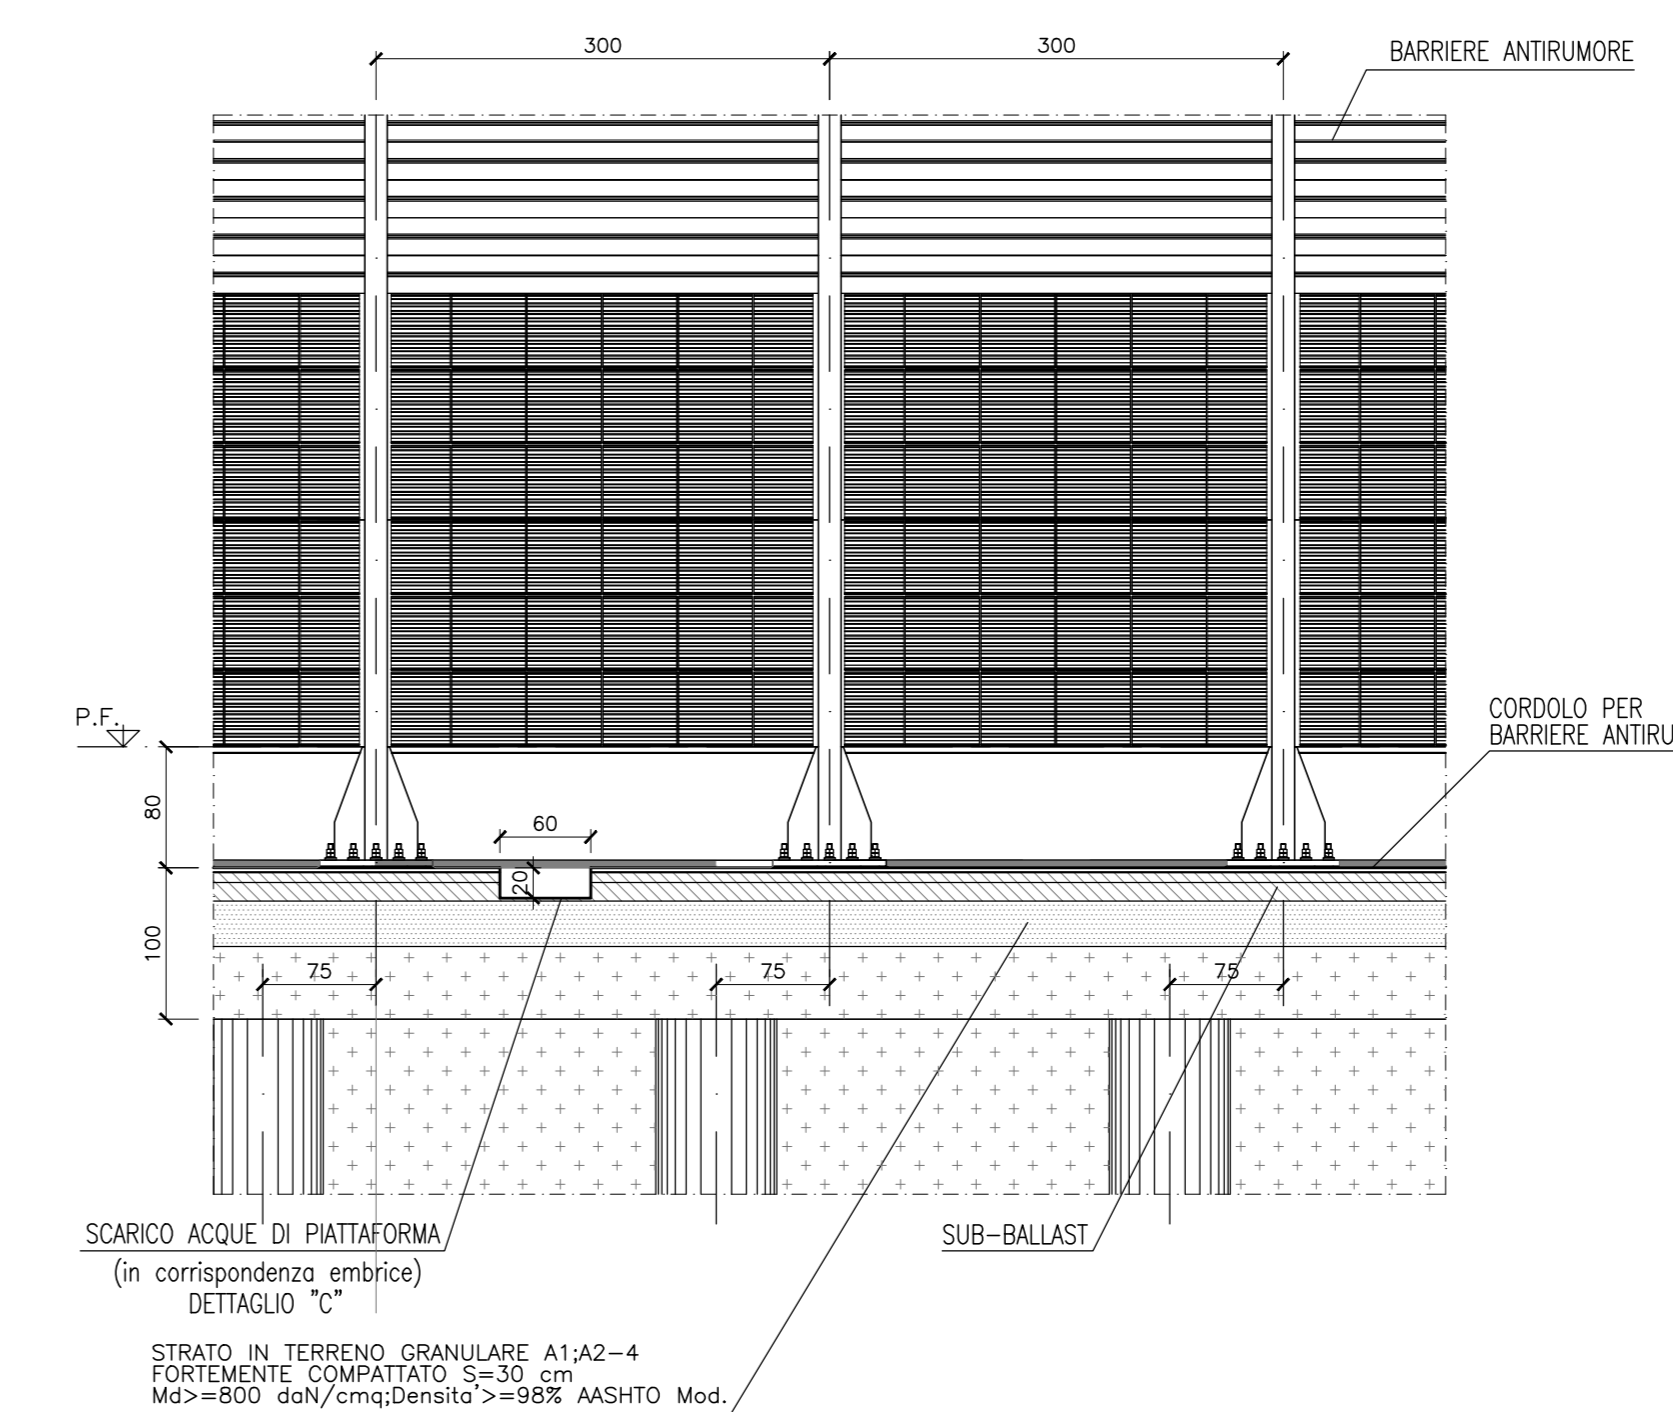 300
300
BARRIERE ANTIRUMORE
P.F.
CORDOLO PER
BARRIERE ANTIRU
80
60
20
100
75
75
75
SCARICO ACQUE DI PIATTAFORMA
(in corrispondenza embrice)
DETTAGLIO "C"
SUB-BALLAST
STRATO IN TERRENO GRANULARE A1;A2-4
FORTEMENTE COMPATTATO S=30 cm
Md>=800 daN/cmq;Densita'>=98% AASHTO Mod.